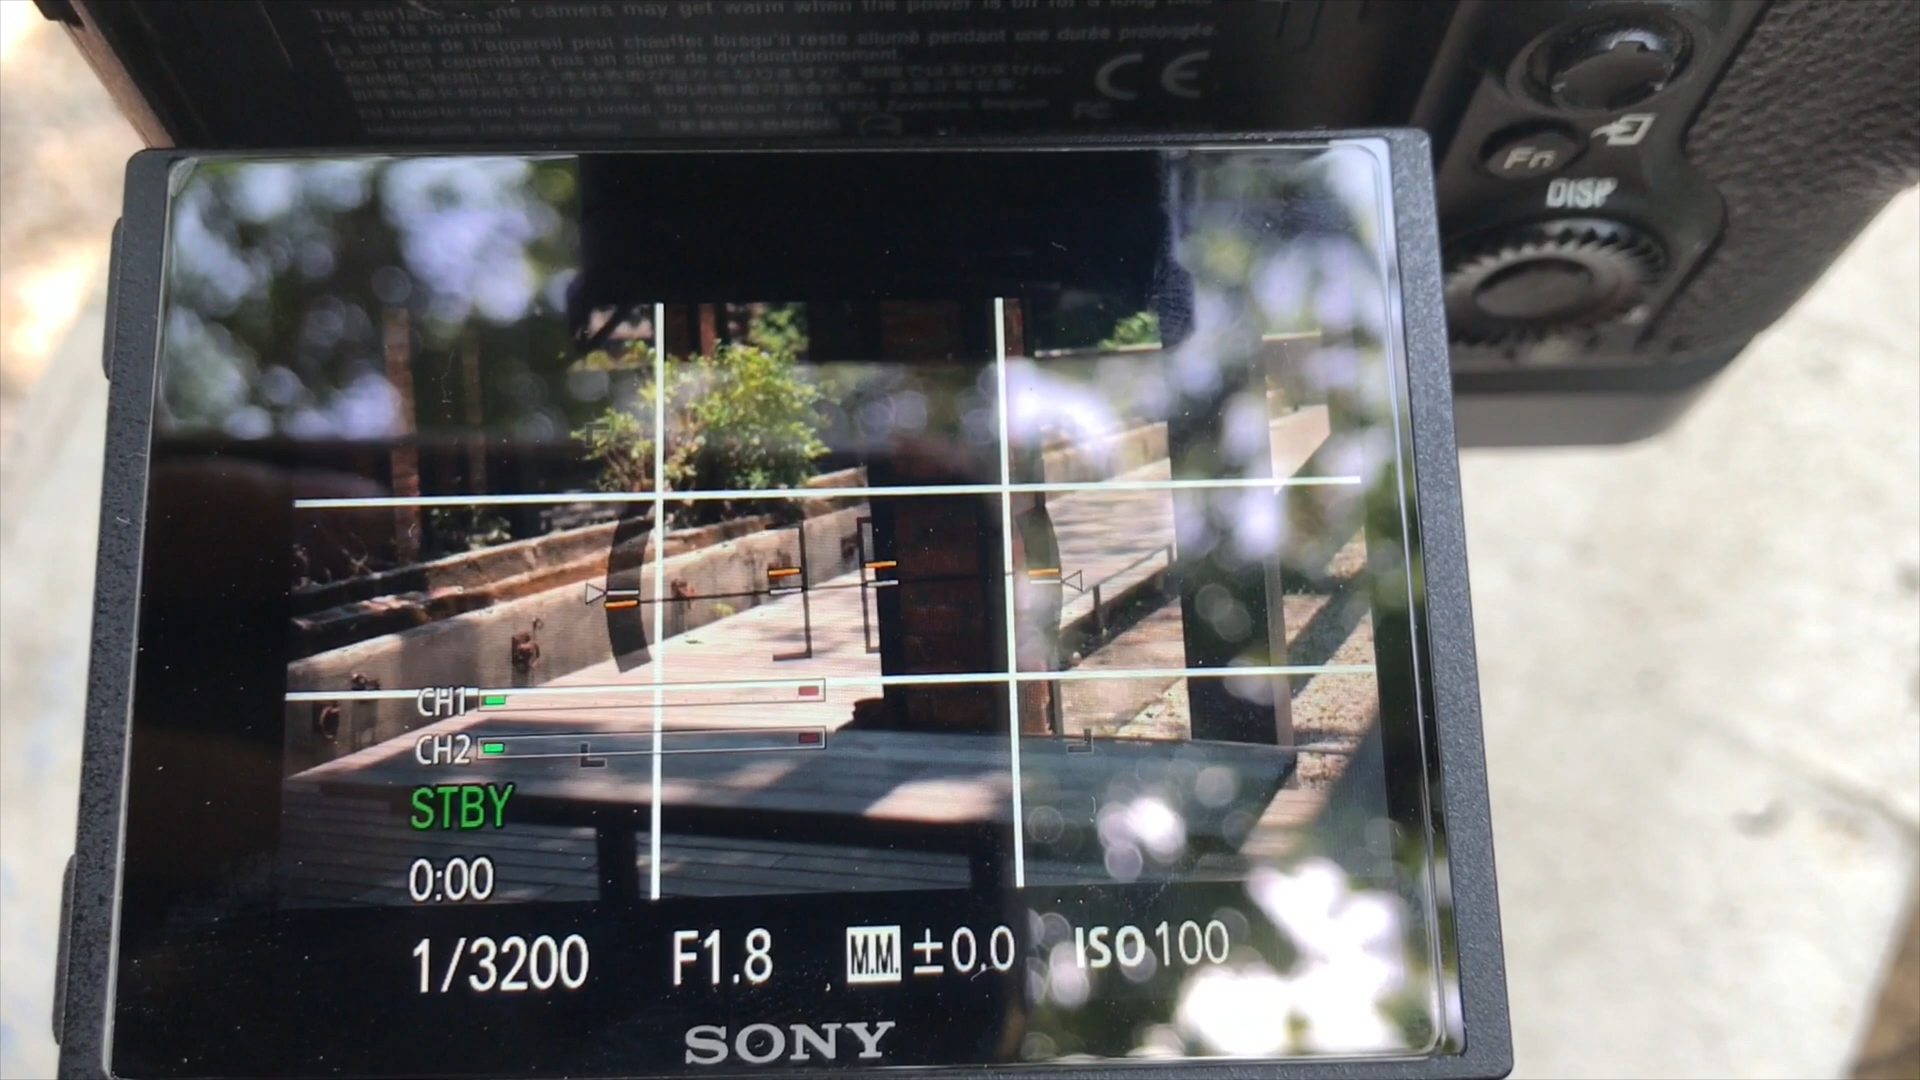 The surface of the camera may get warm when the power is on for a long time
– This is normal.
La surface de l'appareil peut chauffer lorsqu'il reste allumé pendant une durée prolongée.
Ceci n'est cependant pas un signe de dysfonctionnement.
CE
Fn
DISP
CH1
CH2
STBY
0:00
1/3200 F1.8 M.M. ±0.0 ISO100
SONY